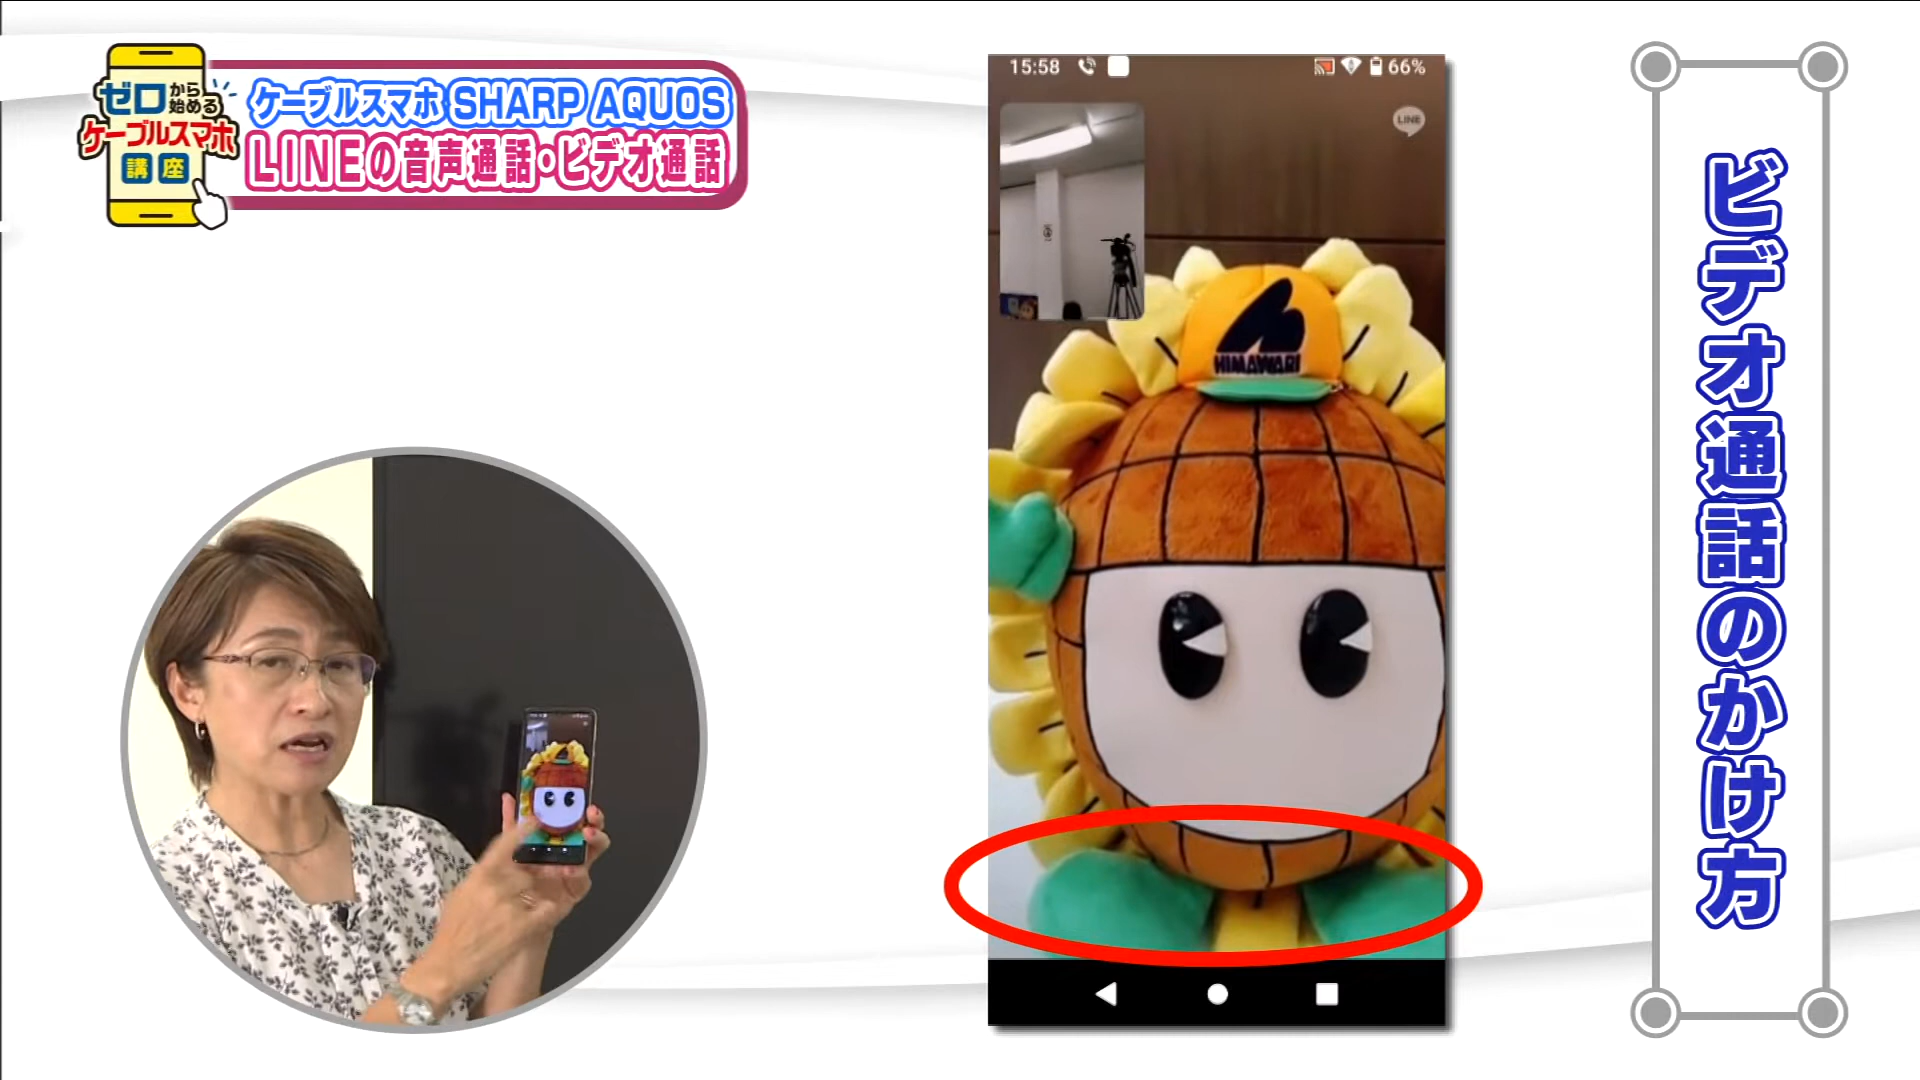 ゼロから始める
ケーブルスマホ
講座
ケーブルスマホ SHARP AQUOS
LINEの音声通話・ビデオ通話
15:58
66%
LINE
HIMAWARI
ビデオ通話のかけ方